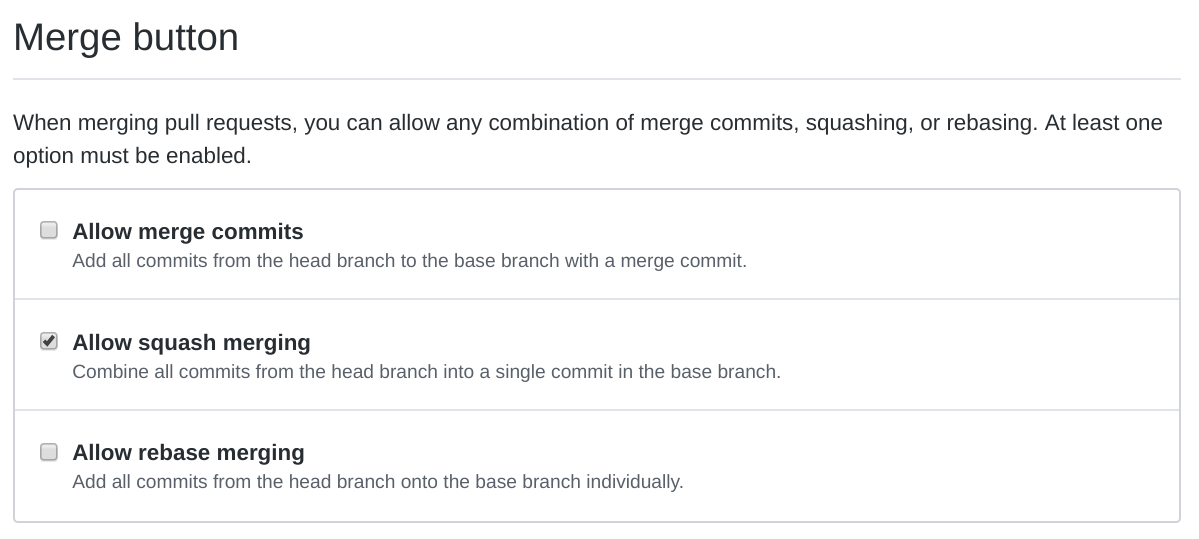 Merge button
When merging pull requests, you can allow any combination of merge commits, squashing, or rebasing. At least one
option must be enabled.
Allow merge commits
Add all commits from the head branch to the base branch with a merge commit.
Allow squash merging
Combine all commits from the head branch into a single commit in the base branch.
Allow rebase merging
Add all commits from the head branch onto the base branch individually.